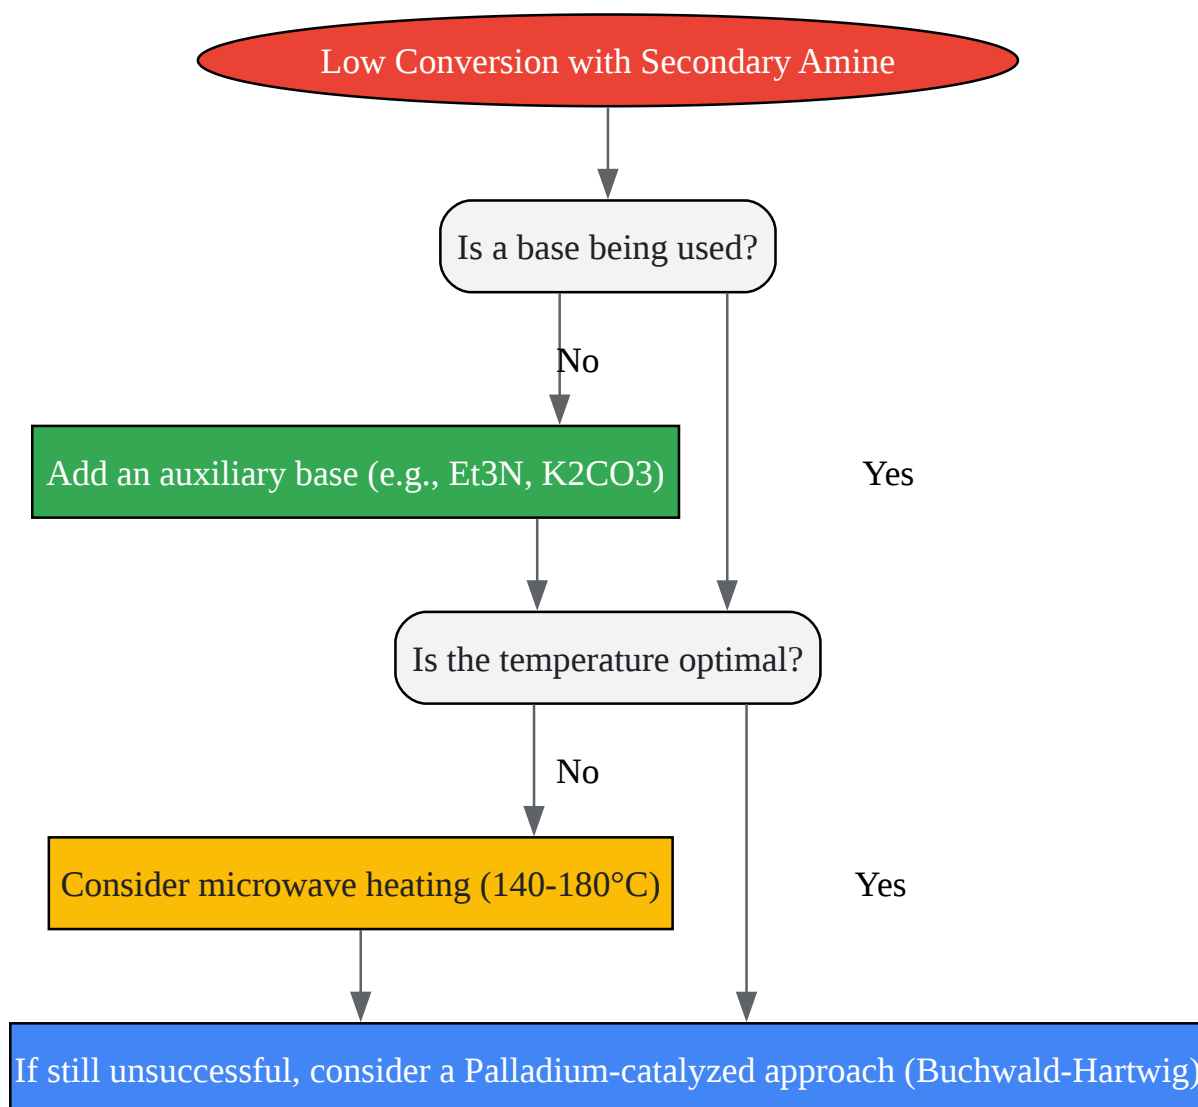 Low Conversion with Secondary Amine
Is a base being used?
No
Add an auxiliary base (e.g., Et3N, K2CO3)
Yes
Is the temperature optimal?
No
Consider microwave heating (140-180°C)
Yes
If still unsuccessful, consider a Palladium-catalyzed approach (Buchwald-Hartwig)